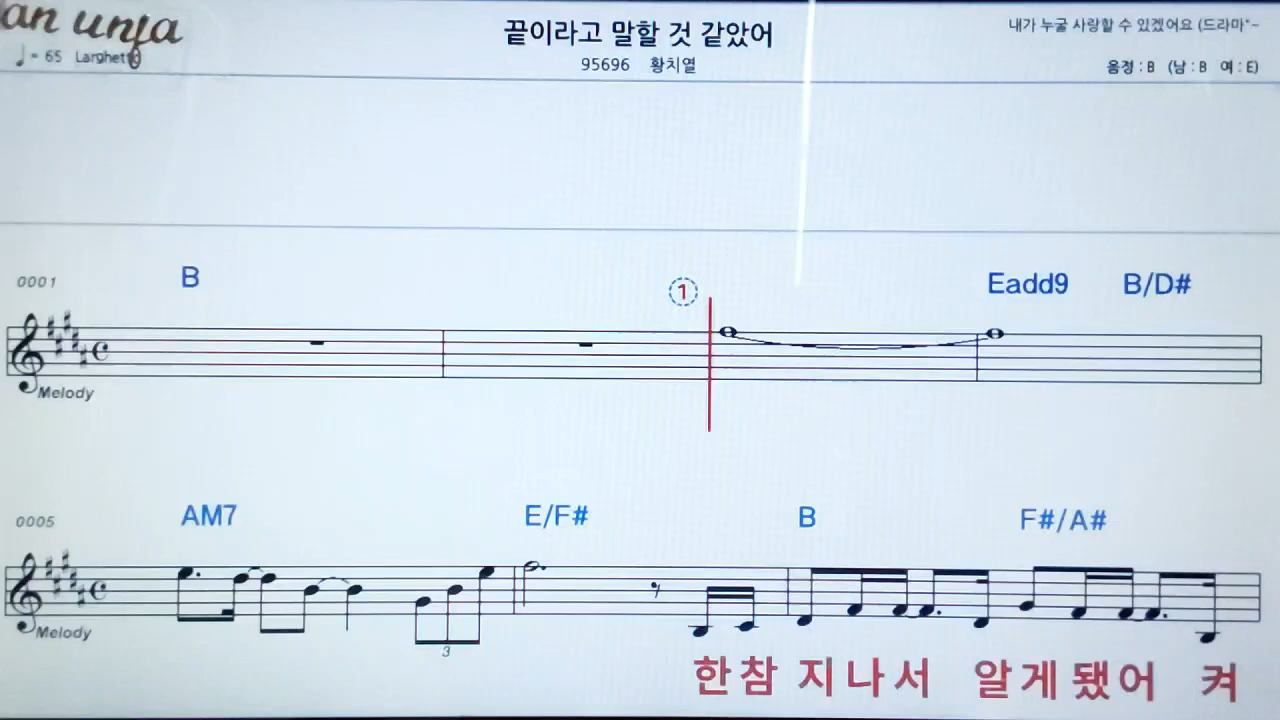 끝이라고 말할 것 같았어
내가 누굴 사랑할 수 있겠어요 (드라마"~
♩= 65 Larghetto
95696 황치열
음정 : B (남 : B 여 : E)
0001 B ① Eadd9 B/D#
Melody
0005 AM7 E/F# B F#/A#
Melody
3
한참 지나서 알게됐어 켜